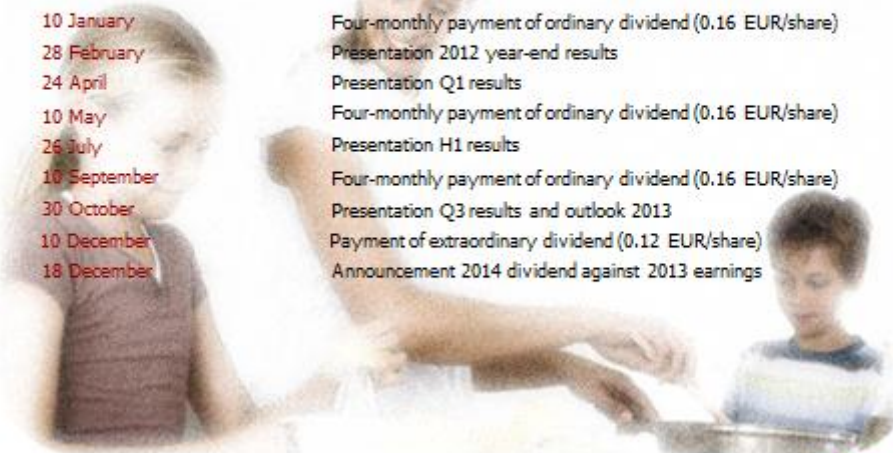 10 January Four-monthly payment of ordinary dividend (0.16 EUR/share)
28 February Presentation 2012 year-end results
24 April Presentation Q1 results
10 May Four-monthly payment of ordinary dividend (0.16 EUR/share)
26 July Presentation H1 results
10 September Four-monthly payment of ordinary dividend (0.16 EUR/share)
30 October Presentation Q3 results and outlook 2013
10 December Payment of extraordinary dividend (0.12 EUR/share)
18 December Announcement 2014 dividend against 2013 earnings